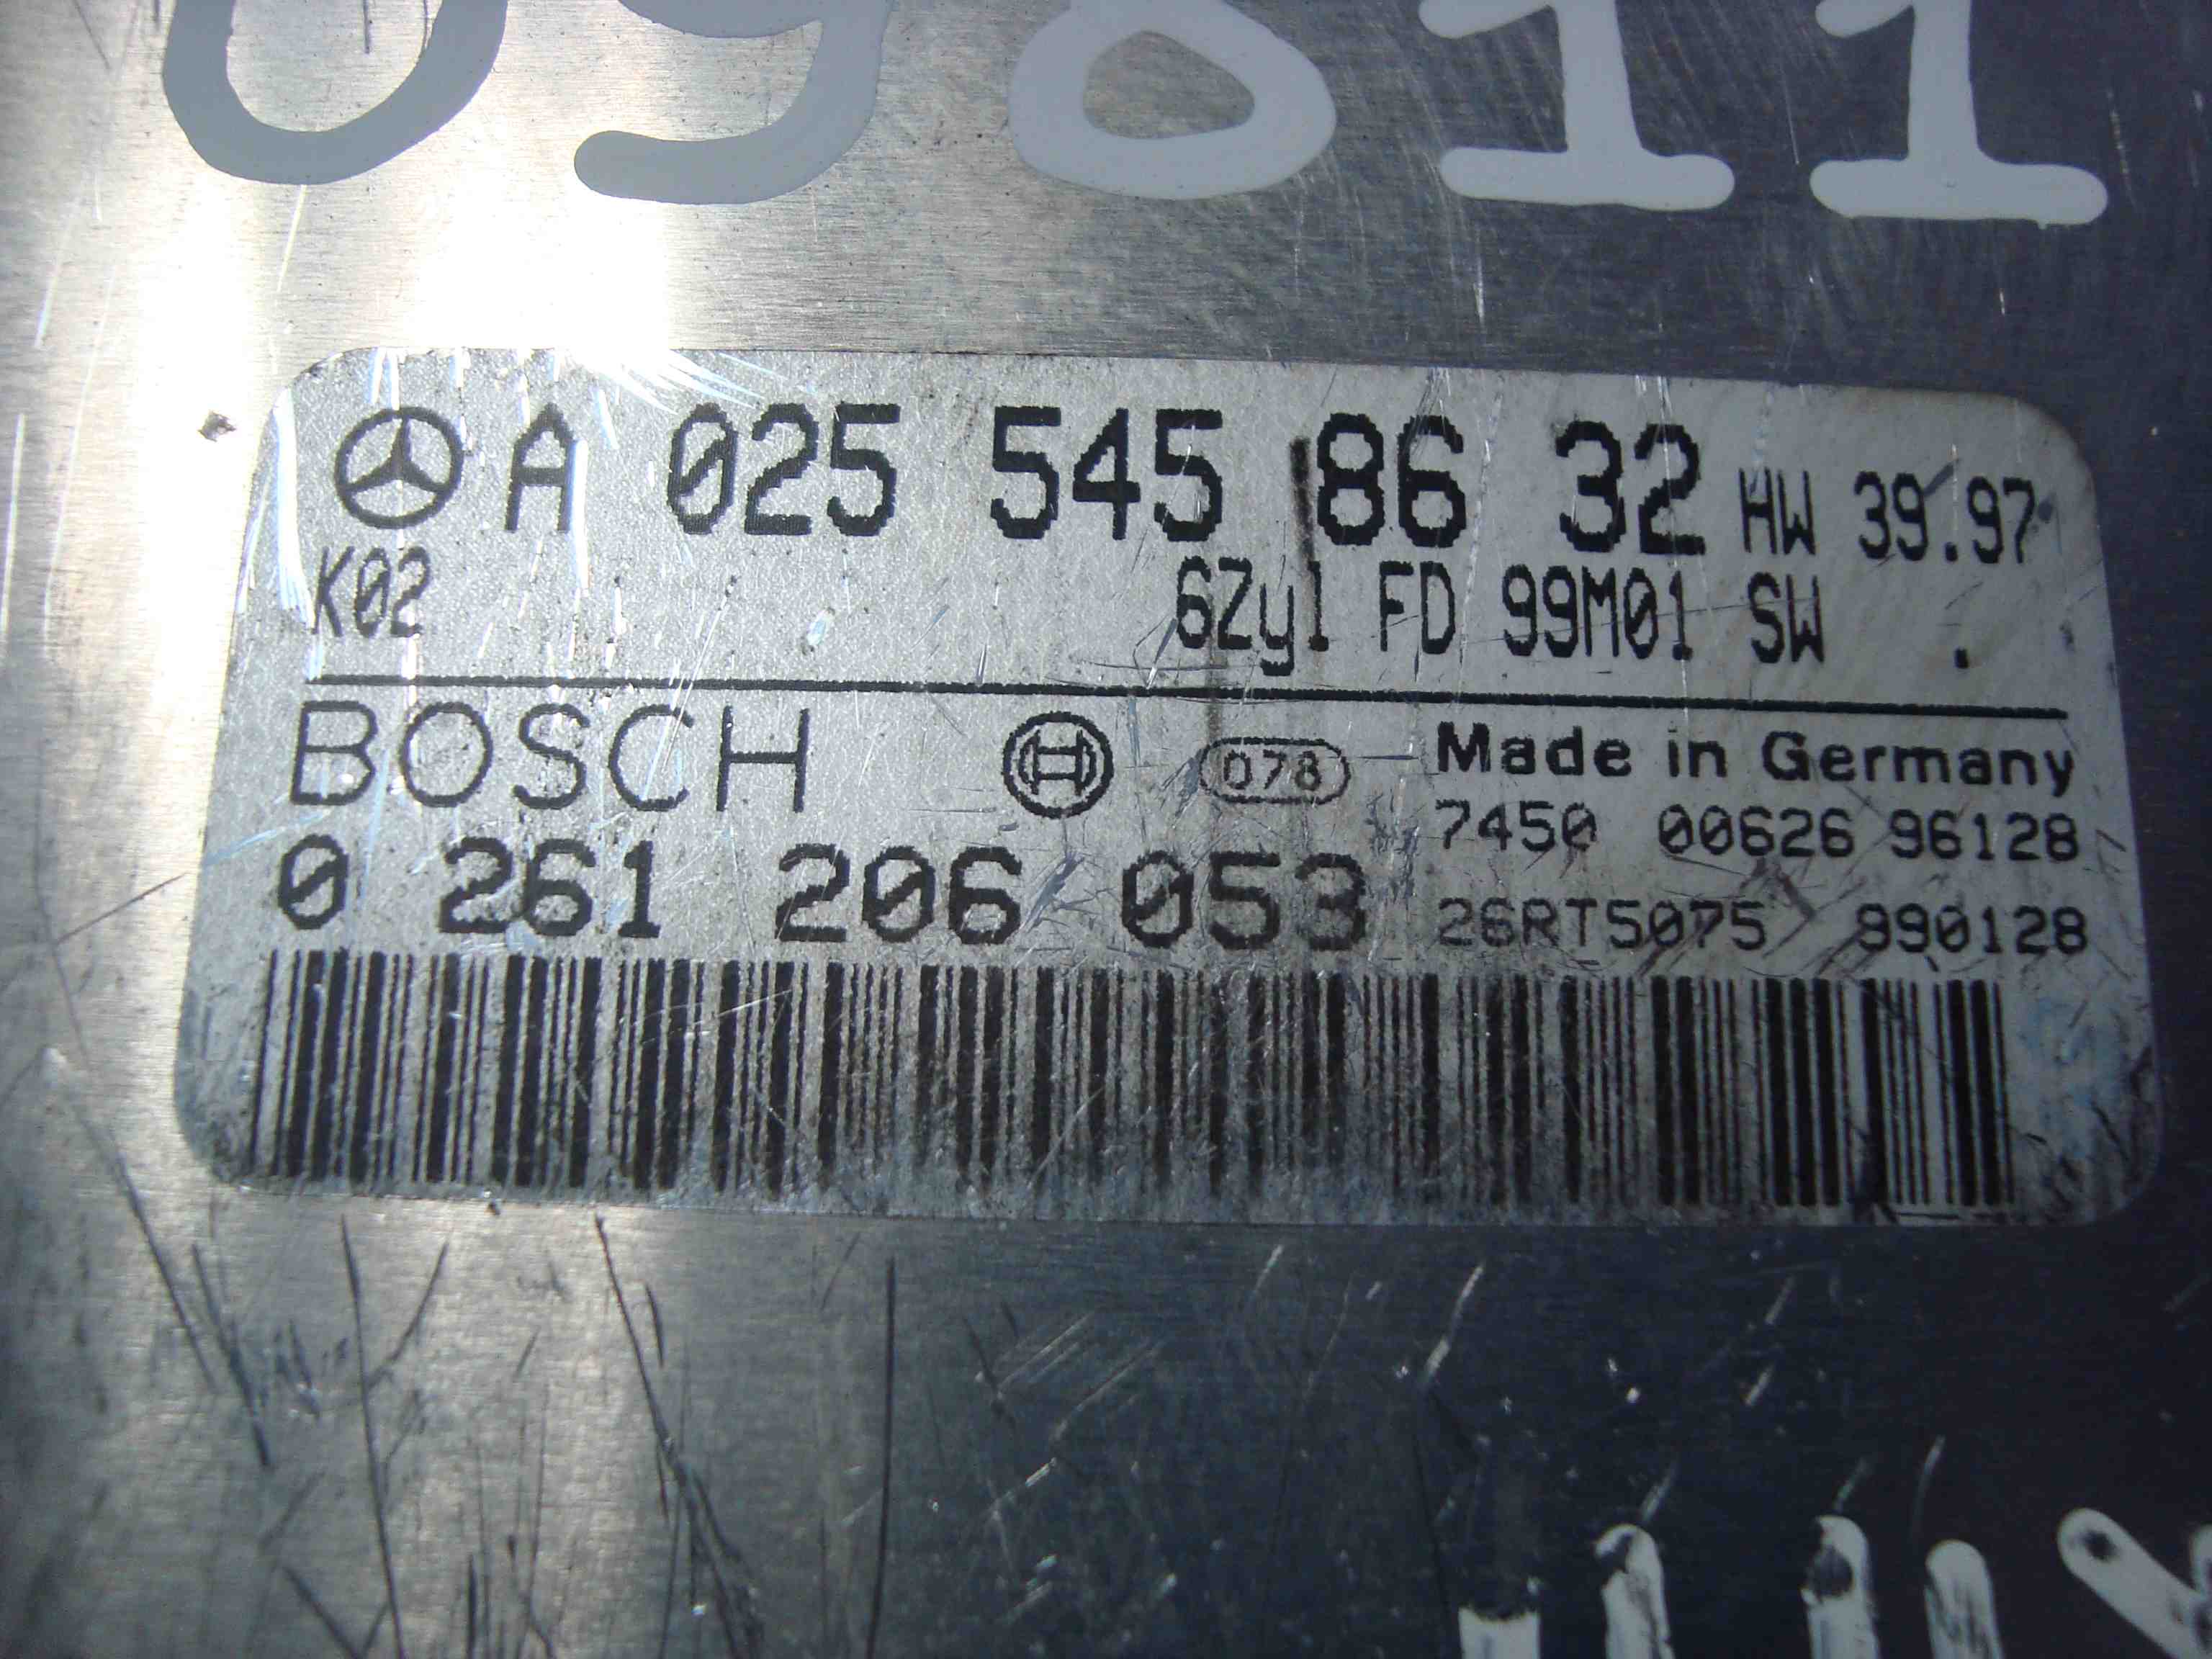 09811
A 025 545 86 32 HW 39.97
K02 6Zyl FD 99M01 SW .
BOSCH 078 Made in Germany
7450 00626 96128
0 261 206 053 26RT5075 990128